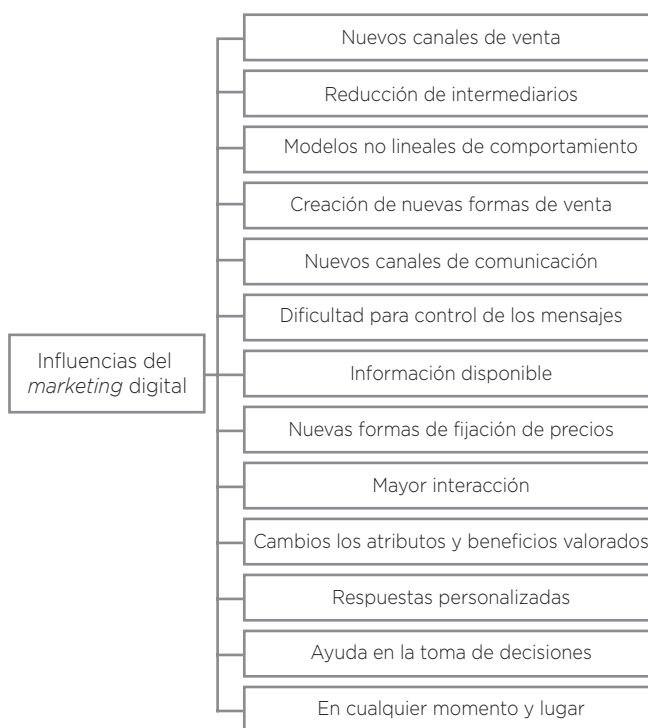 Nuevos canales de venta
Reducción de intermediarios
Modelos no lineales de comportamiento
Creación de nuevas formas de venta
Nuevos canales de comunicación
Dificultad para control de los mensajes
Influencias del
marketing digital
Información disponible
Nuevas formas de fijación de precios
Mayor interacción
Cambios los atributos y beneficios valorados
Respuestas personalizadas
Ayuda en la toma de decisiones
En cualquier momento y lugar